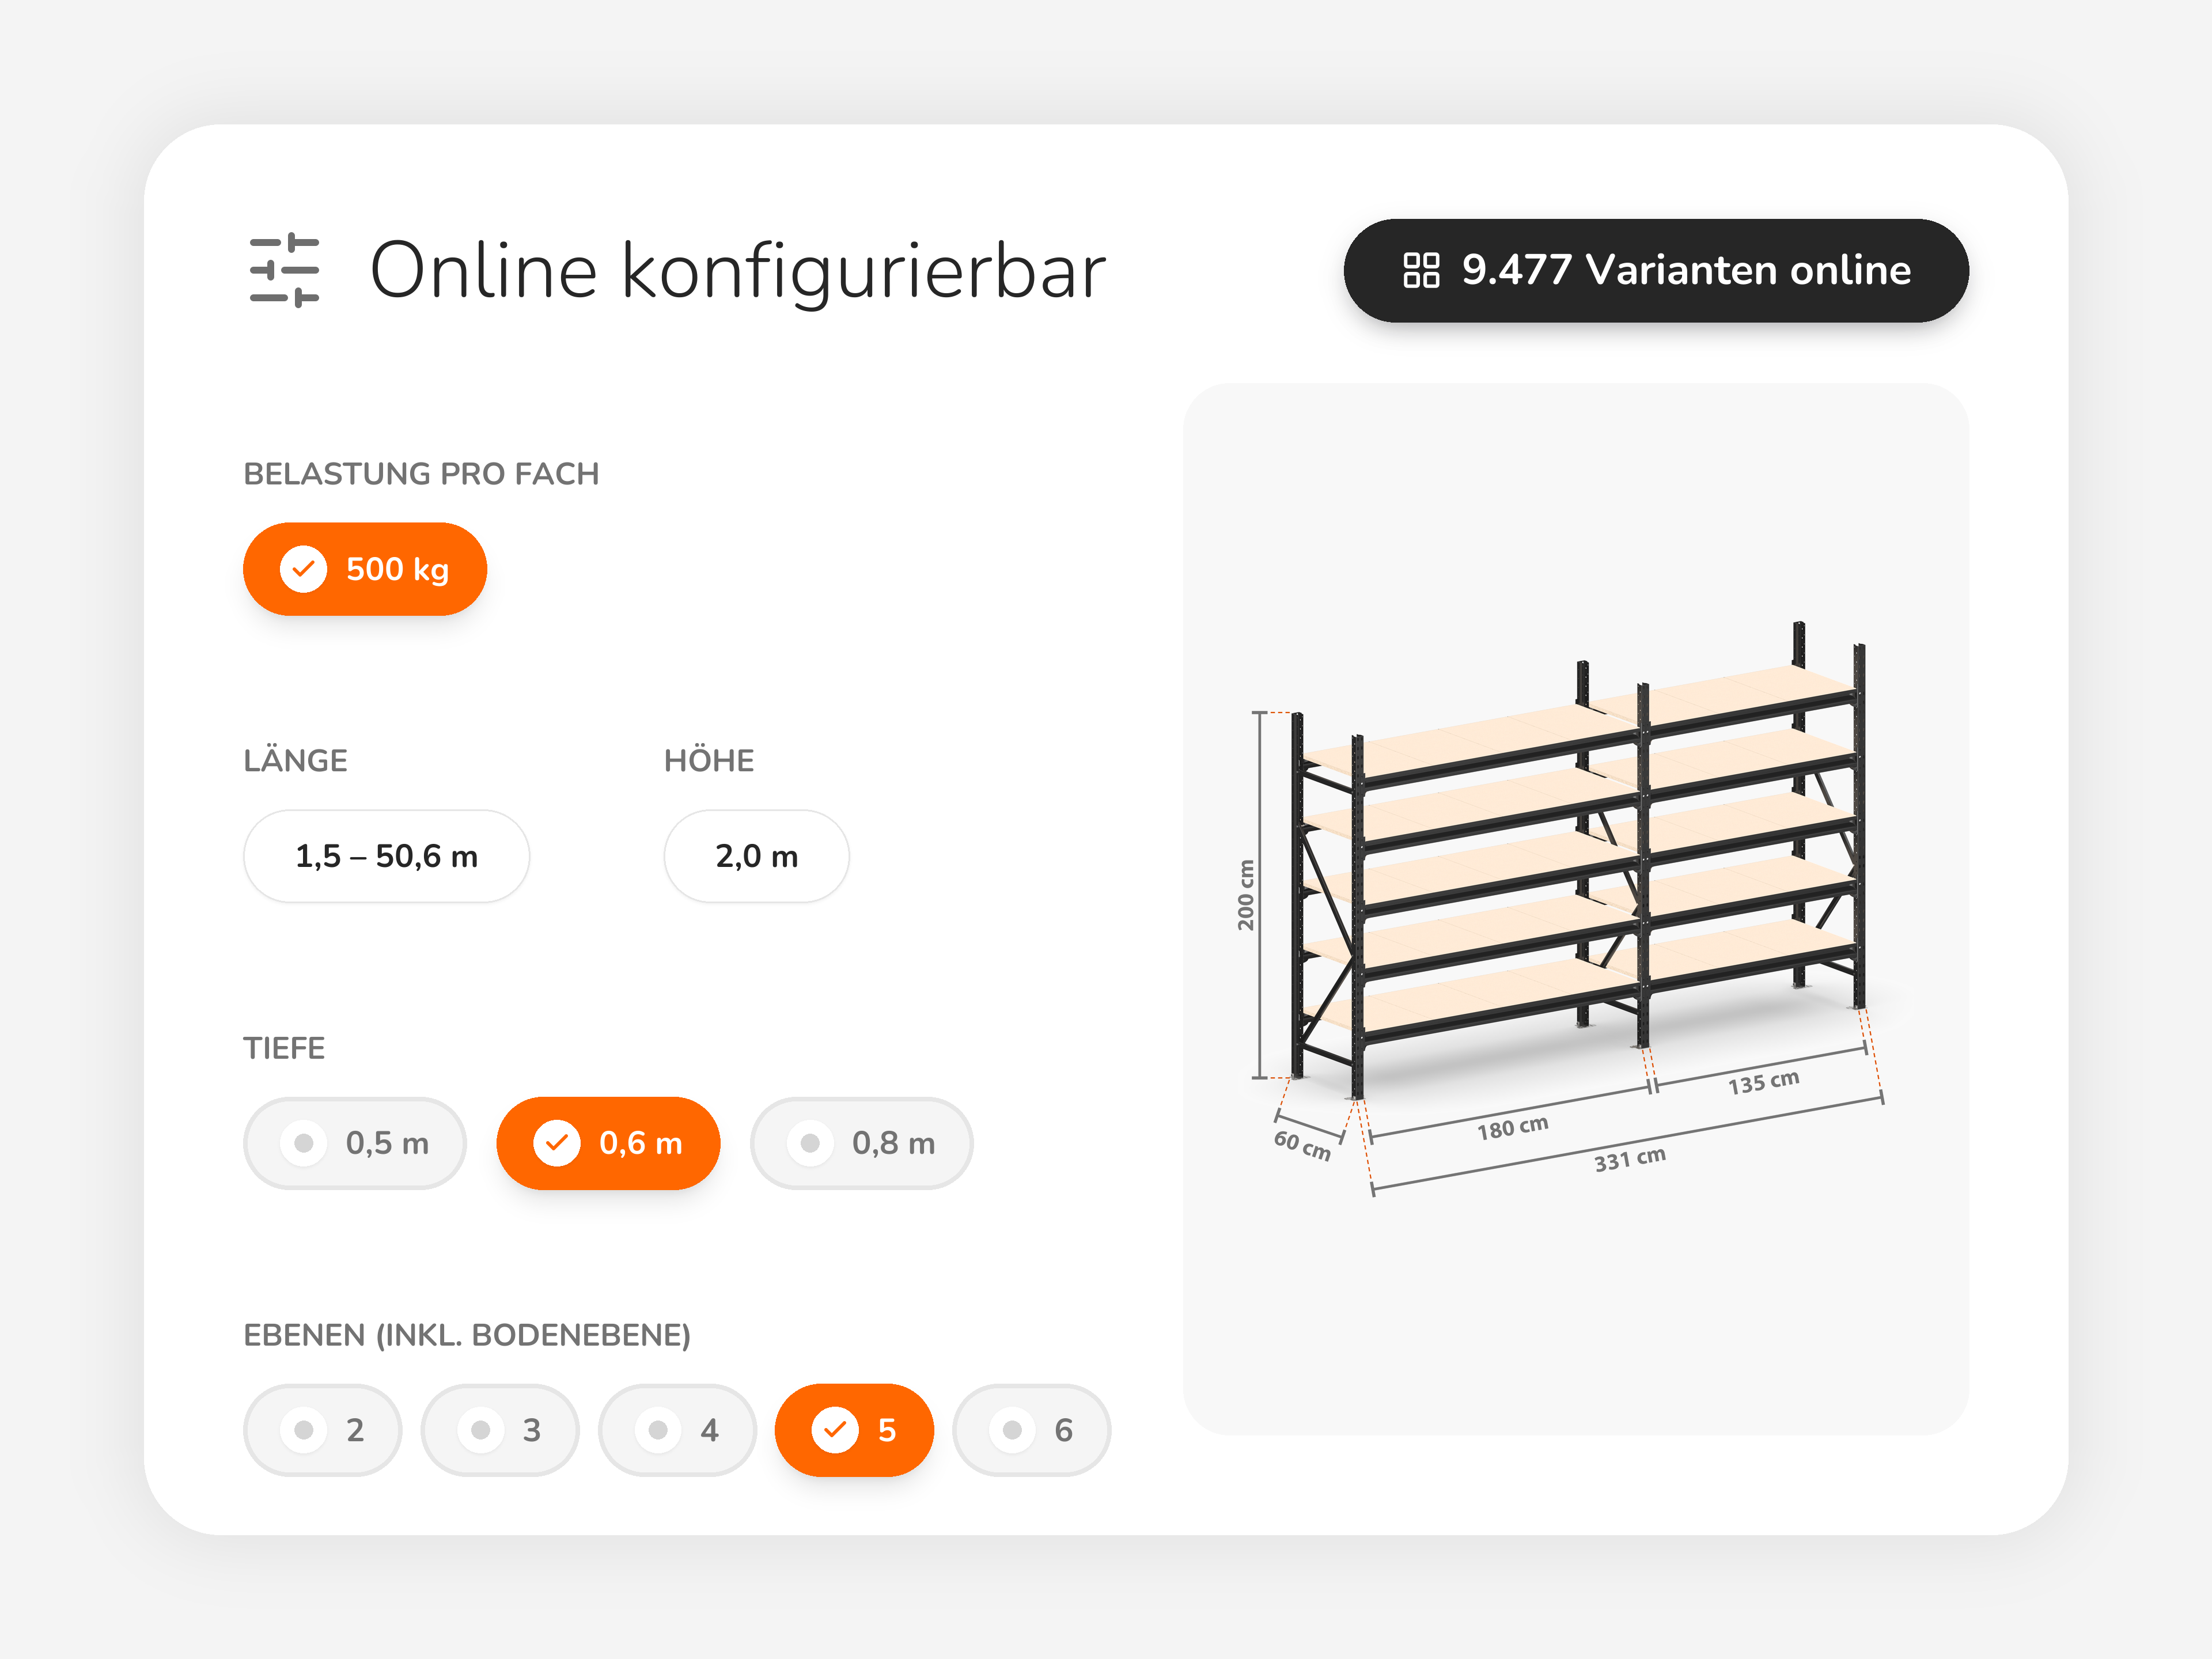 Online konfigurierbar
9.477 Varianten online
BELASTUNG PRO FACH
500 kg
LÄNGE
HÖHE
1,5 – 50,6 m
2,0 m
TIEFE
0,5 m
0,6 m
0,8 m
EBENEN (INKL. BODENEBENE)
2
3
4
5
6
200 cm
60 cm
180 cm
135 cm
331 cm